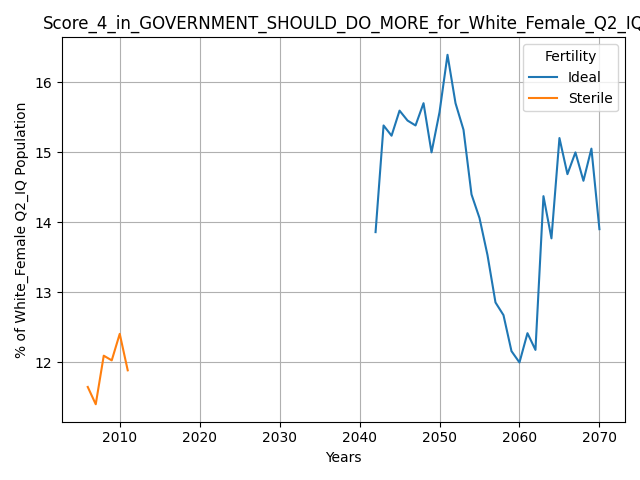 Score_4_in_GOVERNMENT_SHOULD_DO_MORE_for_White_Female_Q2_IQ
Fertility
Ideal
Sterile
% of White_Female Q2_IQ Population
16
15
14
13
12
2010 2020 2030 2040 2050 2060 2070
Years